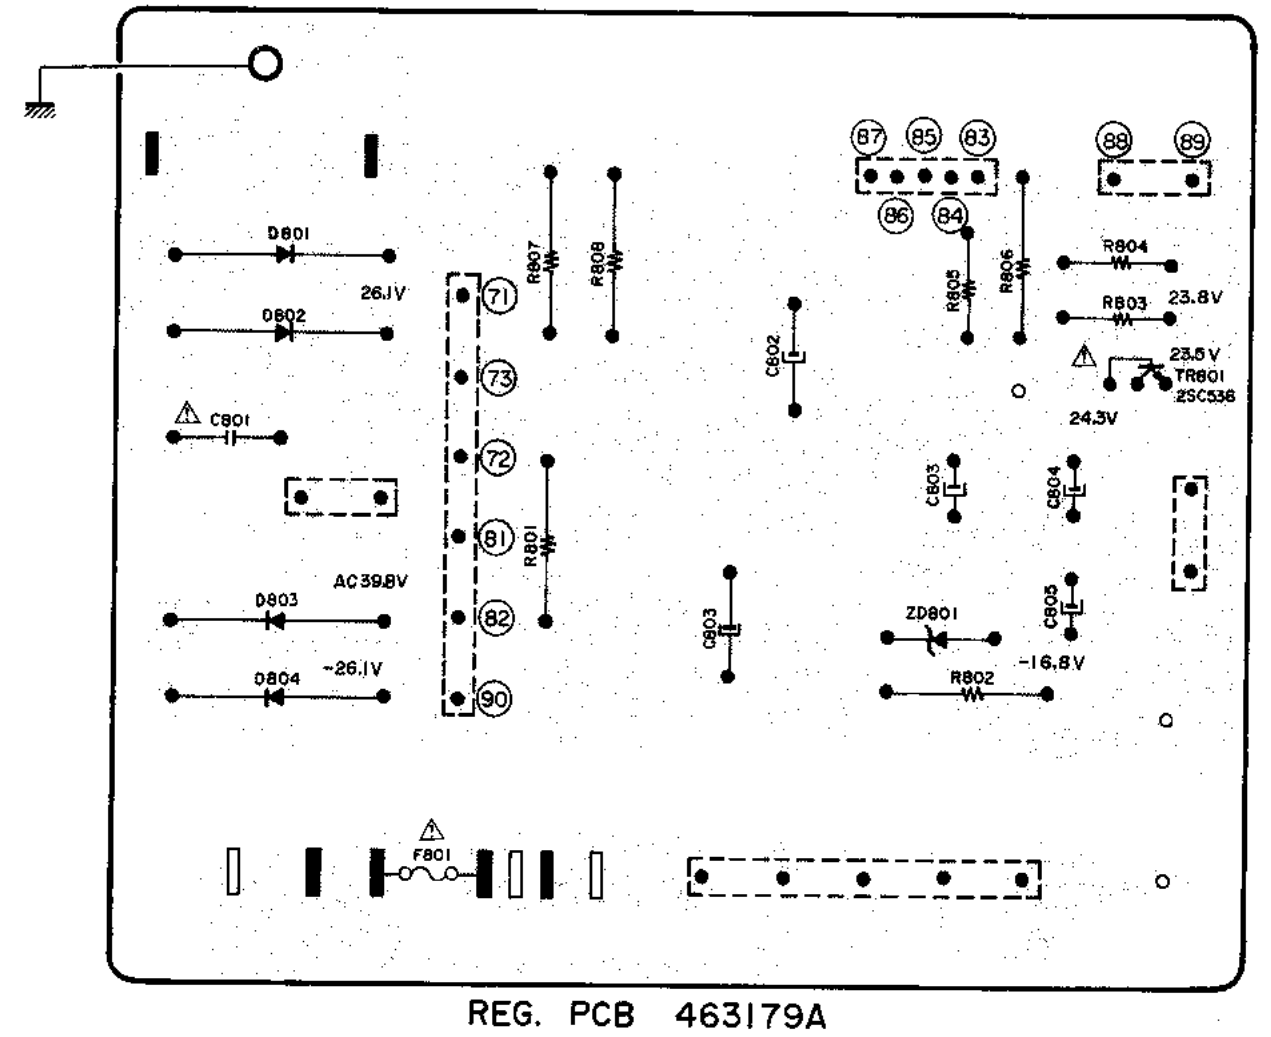 87 85 83 88 89
86 84
D801
R807
R808
R805
R806
R804
26.1V
71
R803
23.8V
D802
C802
23.5V
73
TR801
2SC536
C801
24.3V
72
C803
C804
R801
81
AC39.8V
D803
82
C803
ZD801
C805
-26.1V
-16.8V
D804
R802
90
F801
REG. PCB 463179A